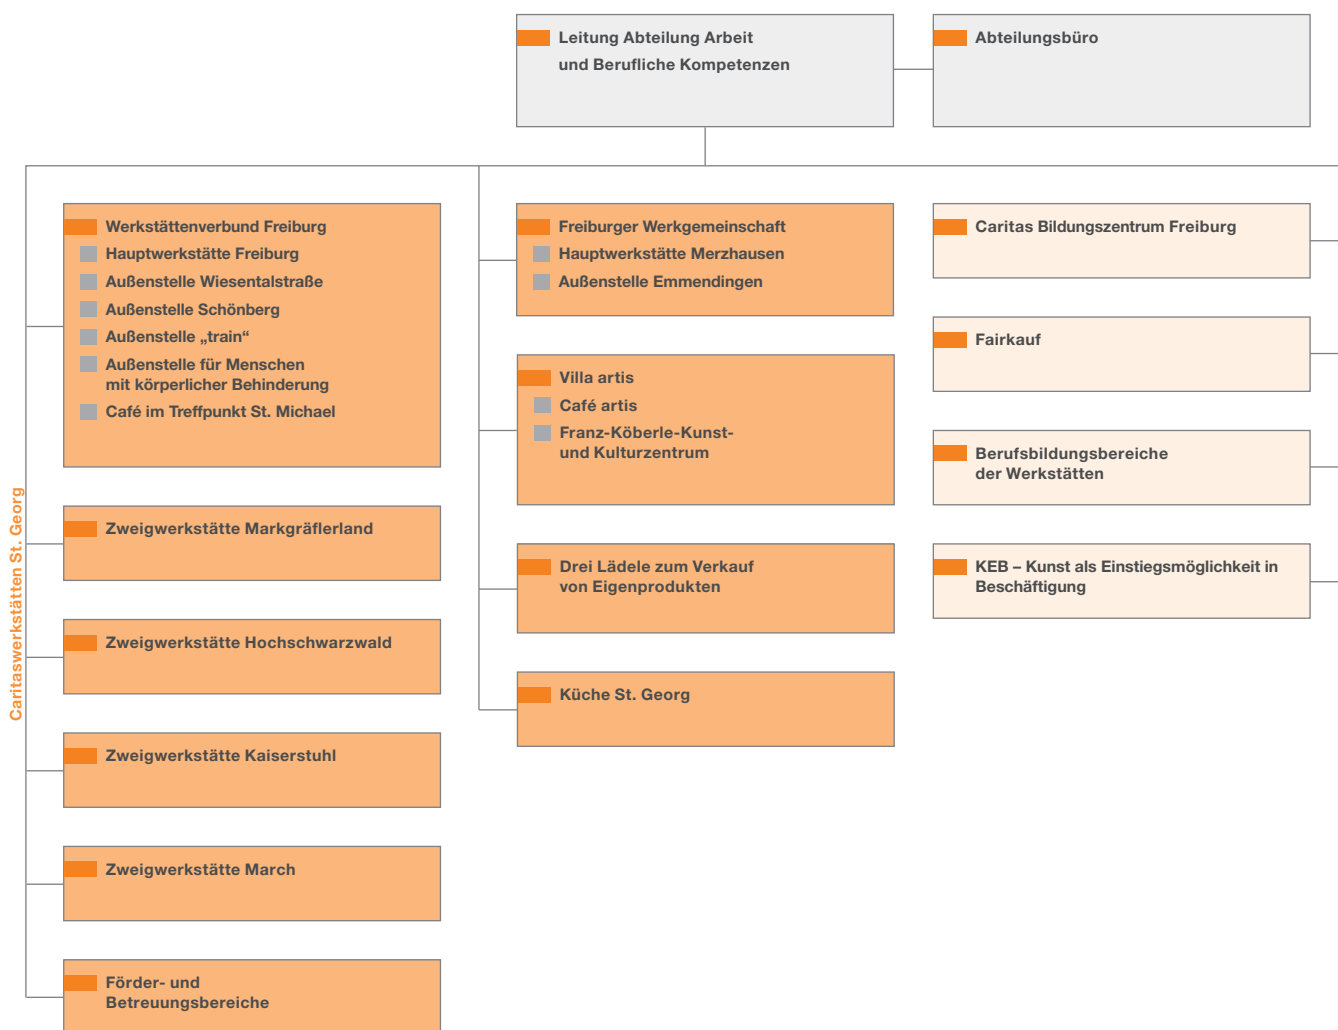 Leitung Abteilung Arbeit
und Berufliche Kompetenzen
Abteilungsbüro
Caritaswerkstätten St. Georg
Werkstättenverbund Freiburg
Hauptwerkstätte Freiburg
Außenstelle Wiesentalstraße
Außenstelle Schönberg
Außenstelle „train“
Außenstelle für Menschen
mit körperlicher Behinderung
Café im Treffpunkt St. Michael
Zweigwerkstätte Markgräflerland
Zweigwerkstätte Hochschwarzwald
Zweigwerkstätte Kaiserstuhl
Zweigwerkstätte March
Förder- und
Betreuungsbereiche
Freiburger Werkgemeinschaft
Hauptwerkstätte Merzhausen
Außenstelle Emmendingen
Villa artis
Café artis
Franz-Köberle-Kunst-
und Kulturzentrum
Drei Lädele zum Verkauf
von Eigenprodukten
Küche St. Georg
Caritas Bildungszentrum Freiburg
Fairkauf
Berufsbildungsbereiche
der Werkstätten
KEB – Kunst als Einstiegsmöglichkeit in
Beschäftigung